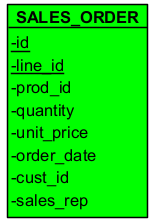 SALES_ORDER
-id
-line_id
-prod_id
-quantity
-unit_price
-order_date
-cust_id
-sales_rep